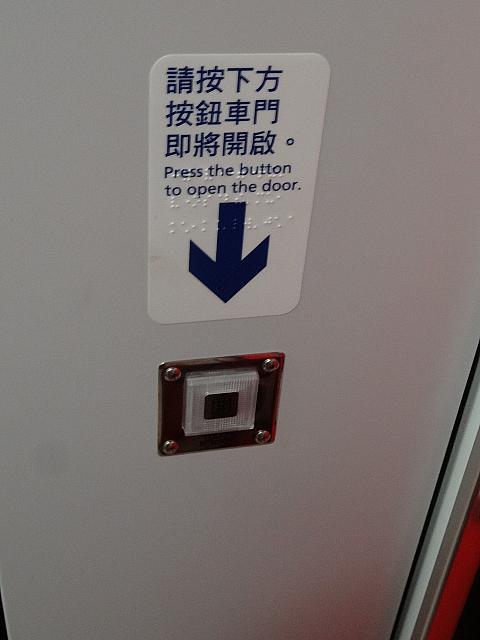 請按下方
按鈕車門
即將開啟。
Press the button
to open the door.